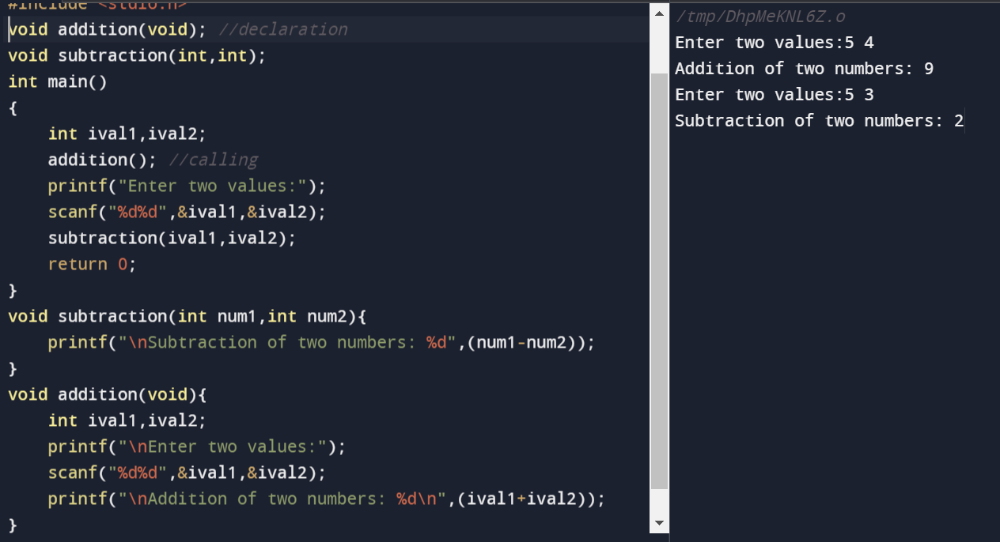 #include <stdio.h>
void addition(void); //declaration
void subtraction(int,int);
int main()
{
    int ival1,ival2;
    addition(); //calling
    printf("Enter two values:");
    scanf("%d%d",&ival1,&ival2);
    subtraction(ival1,ival2);
    return 0;
}
void subtraction(int num1,int num2){
    printf("\nSubtraction of two numbers: %d",(num1-num2));
}
void addition(void){
    int ival1,ival2;
    printf("\nEnter two values:");
    scanf("%d%d",&ival1,&ival2);
    printf("\nAddition of two numbers: %d\n",(ival1+ival2));
}
/tmp/DhpMeKNL6Z.o
Enter two values:5 4
Addition of two numbers: 9
Enter two values:5 3
Subtraction of two numbers: 2